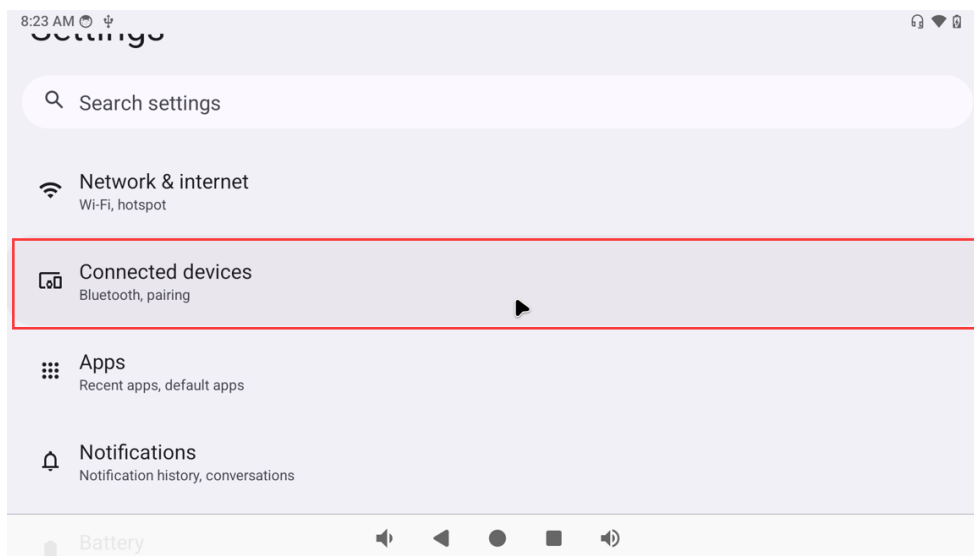 8:23 AM
Settings
Search settings
Network & internet
Wi-Fi, hotspot
Connected devices
Bluetooth, pairing
Apps
Recent apps, default apps
Notifications
Notification history, conversations
Battery